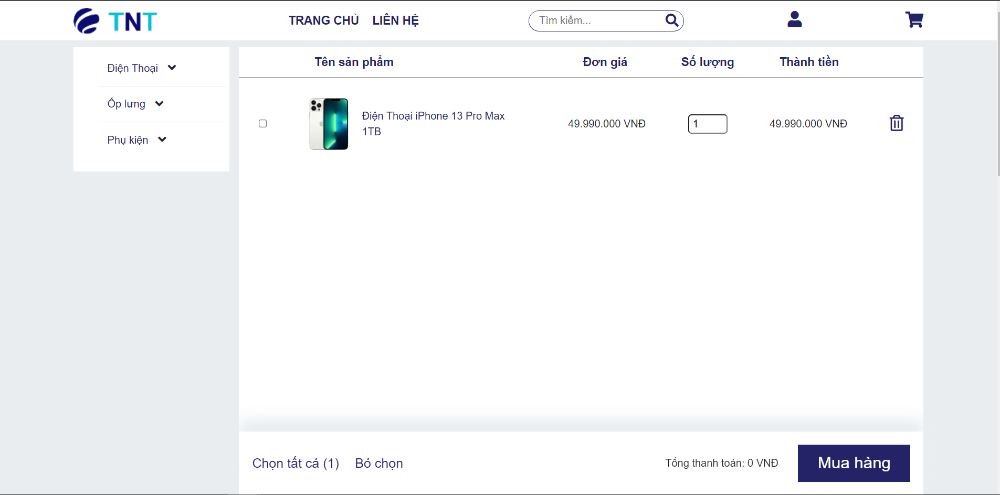 TNT
TRANG CHỦ LIÊN HỆ
Tìm kiếm...
Điện Thoại
Ốp lưng
Phụ kiện
Tên sản phẩm Đơn giá Số lượng Thành tiền
Điện Thoại iPhone 13 Pro Max
1TB
49.990.000 VNĐ 1 49.990.000 VNĐ
Chọn tất cả (1) Bỏ chọn Tổng thanh toán: 0 VNĐ Mua hàng